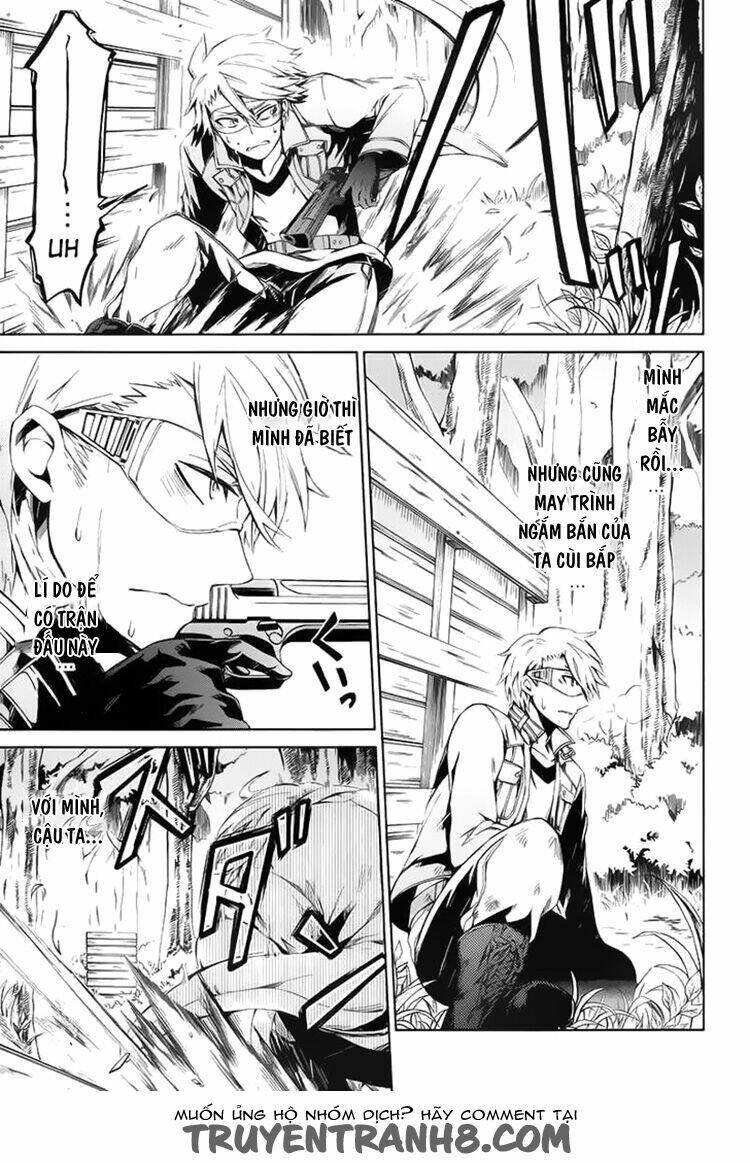 ...
UH
MÌNH
MẮC
BẪY
RỒI...
...
NHƯNG CŨNG
MAY TRÌNH
NGẮM BẮN CỦA
TA CÙI BẮP
...
NHƯNG GIỜ THÌ
MÌNH ĐÃ BIẾT
LÍ DO ĐỂ
CÓ TRẬN
ĐẤU NÀY
...
VỚI MÌNH,
CẬU TA...
MUỐN ỦNG HỘ NHÓM DỊCH? HÃY COMMENT TẠI
TRUYENTRANH8.COM